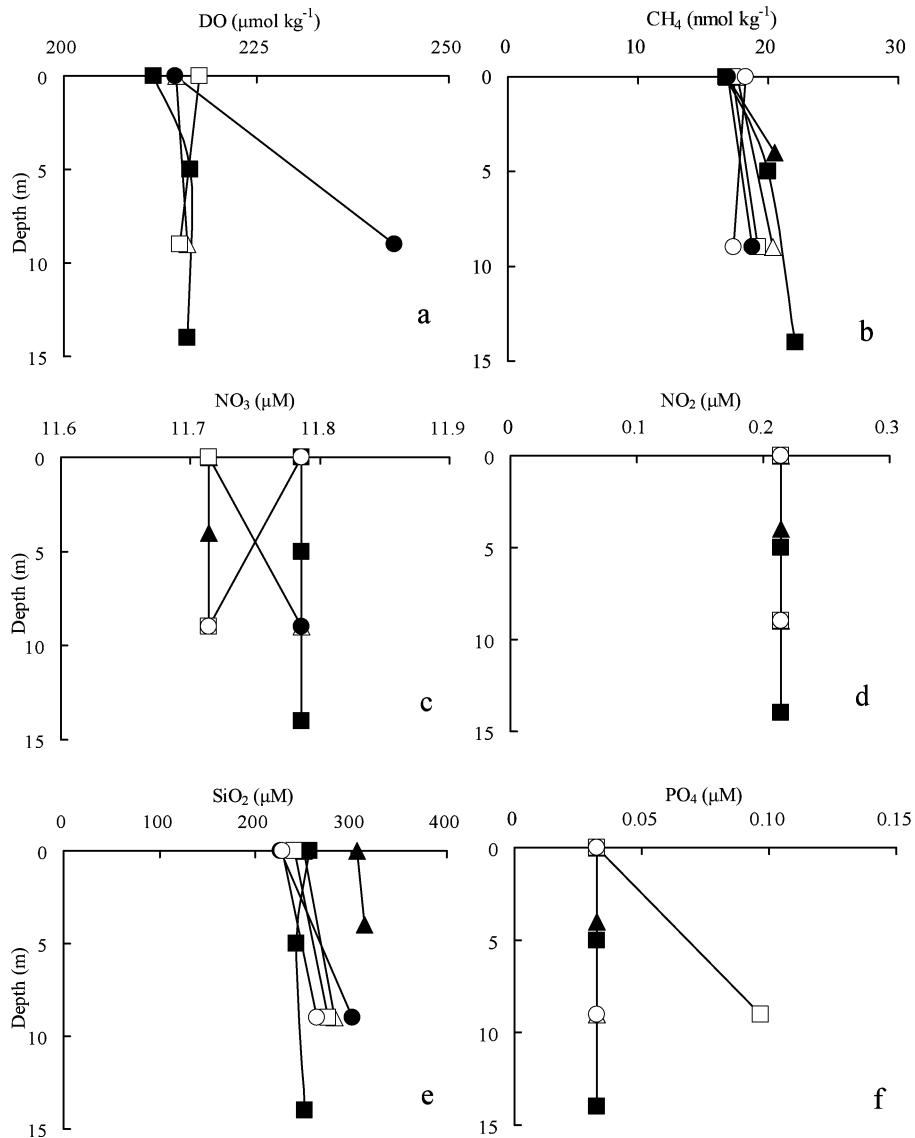 DO (μmol kg⁻¹)
200 225 250
0
5
10
15
Depth (m)
a
CH₄ (nmol kg⁻¹)
0 10 20 30
0
5
10
15
b
NO₃ (μM)
11.6 11.7 11.8 11.9
0
5
10
15
Depth (m)
c
NO₂ (μM)
0 0.1 0.2 0.3
0
5
10
15
d
SiO₂ (μM)
0 100 200 300 400
0
5
10
15
Depth (m)
e
PO₄ (μM)
0 0.05 0.10 0.15
0
5
10
15
f